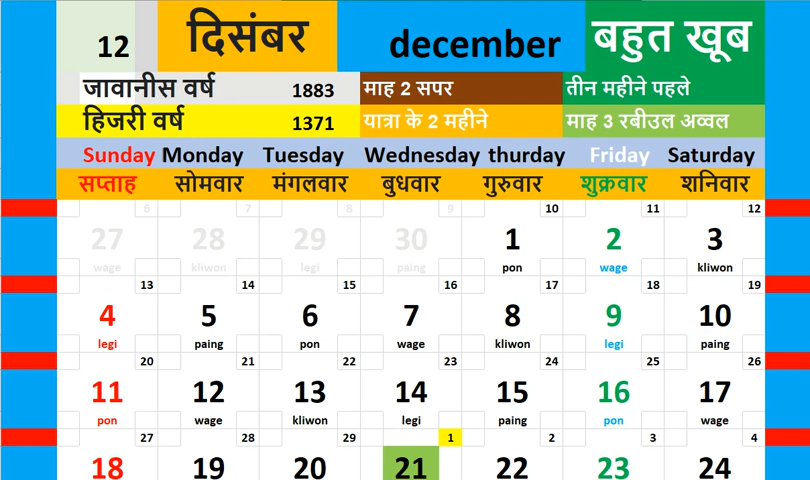 12 दिसंबर december बहुत खूब
जावानीस वर्ष 1883 माह 2 सपर तीन महीने पहले
हिजरी वर्ष 1371 यात्रा के 2 महीने माह 3 रबीउल अव्वल
Sunday Monday Tuesday Wednesday thurday Friday Saturday
सप्ताह सोमवार मंगलवार बुधवार गुरुवार शुक्रवार शनिवार
6 7 8 9 10 11 12
27 28 29 30 1 2 3
wage kliwon legi paing pon wage kliwon
13 14 15 16 17 18 19
4 5 6 7 8 9 10
legi paing pon wage kliwon legi paing
20 21 22 23 24 25 26
11 12 13 14 15 16 17
pon wage kliwon legi paing pon wage
27 28 29 1 2 3 4
18 19 20 21 22 23 24